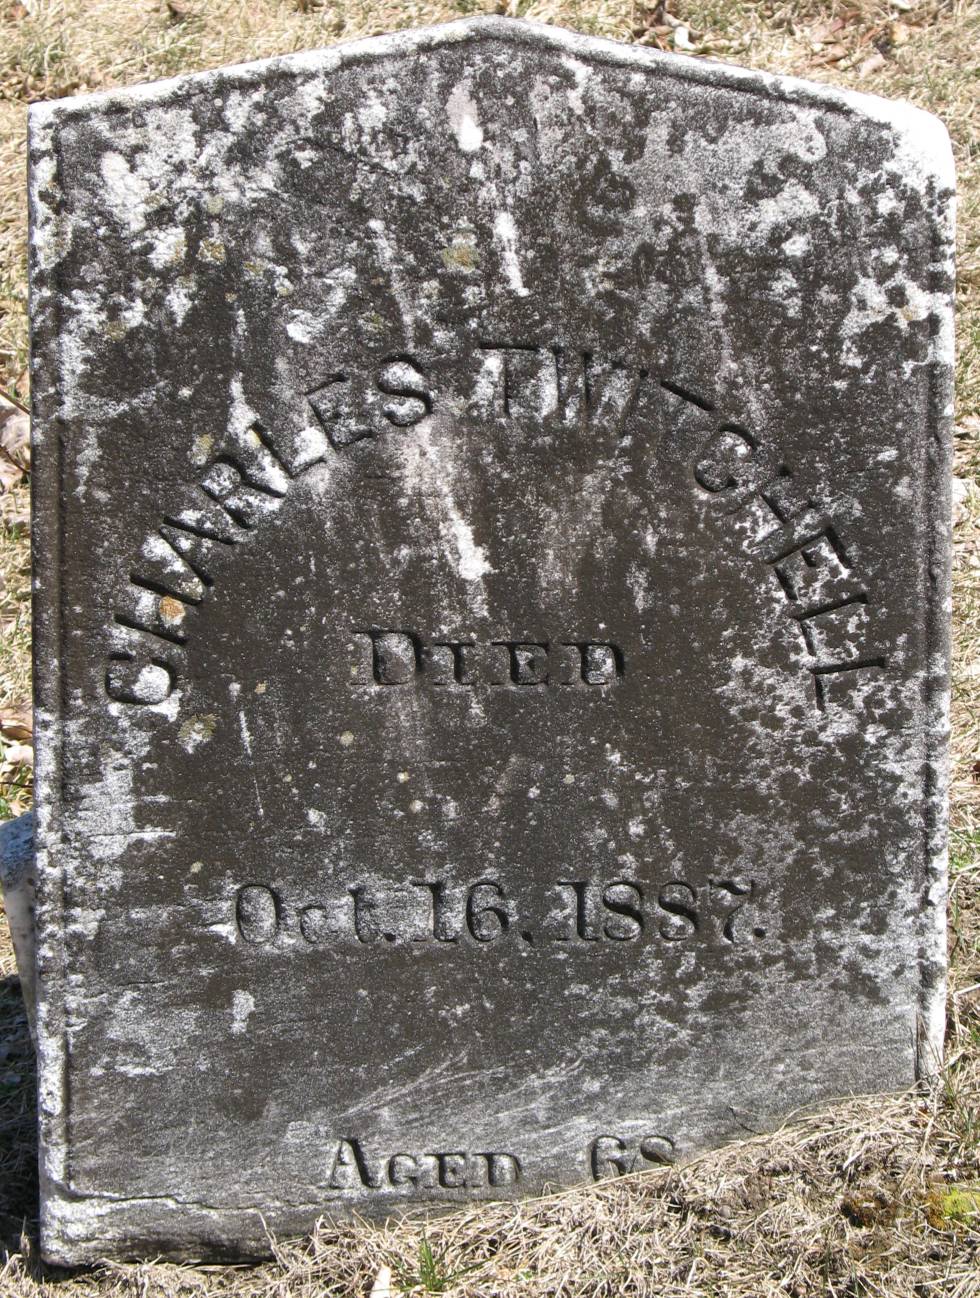 CHARLES TWITCHELL
DIED
Oct. 16, 1887.
AGED 68